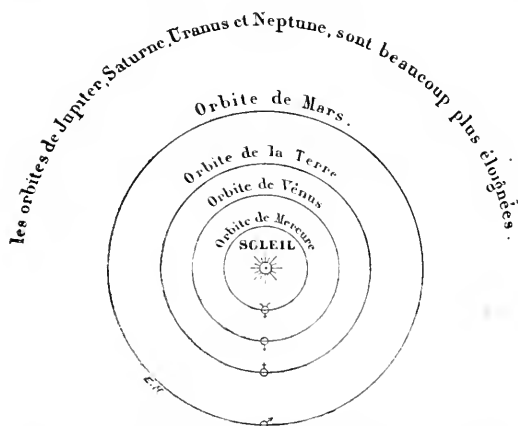 les orbites de Jupiter, Saturne, Uranus et Neptune, sont beaucoup plus éloignées.
Orbite de Mars.
Orbite de la Terre
Orbite de Vénus
Orbite de Mercure
SOLEIL